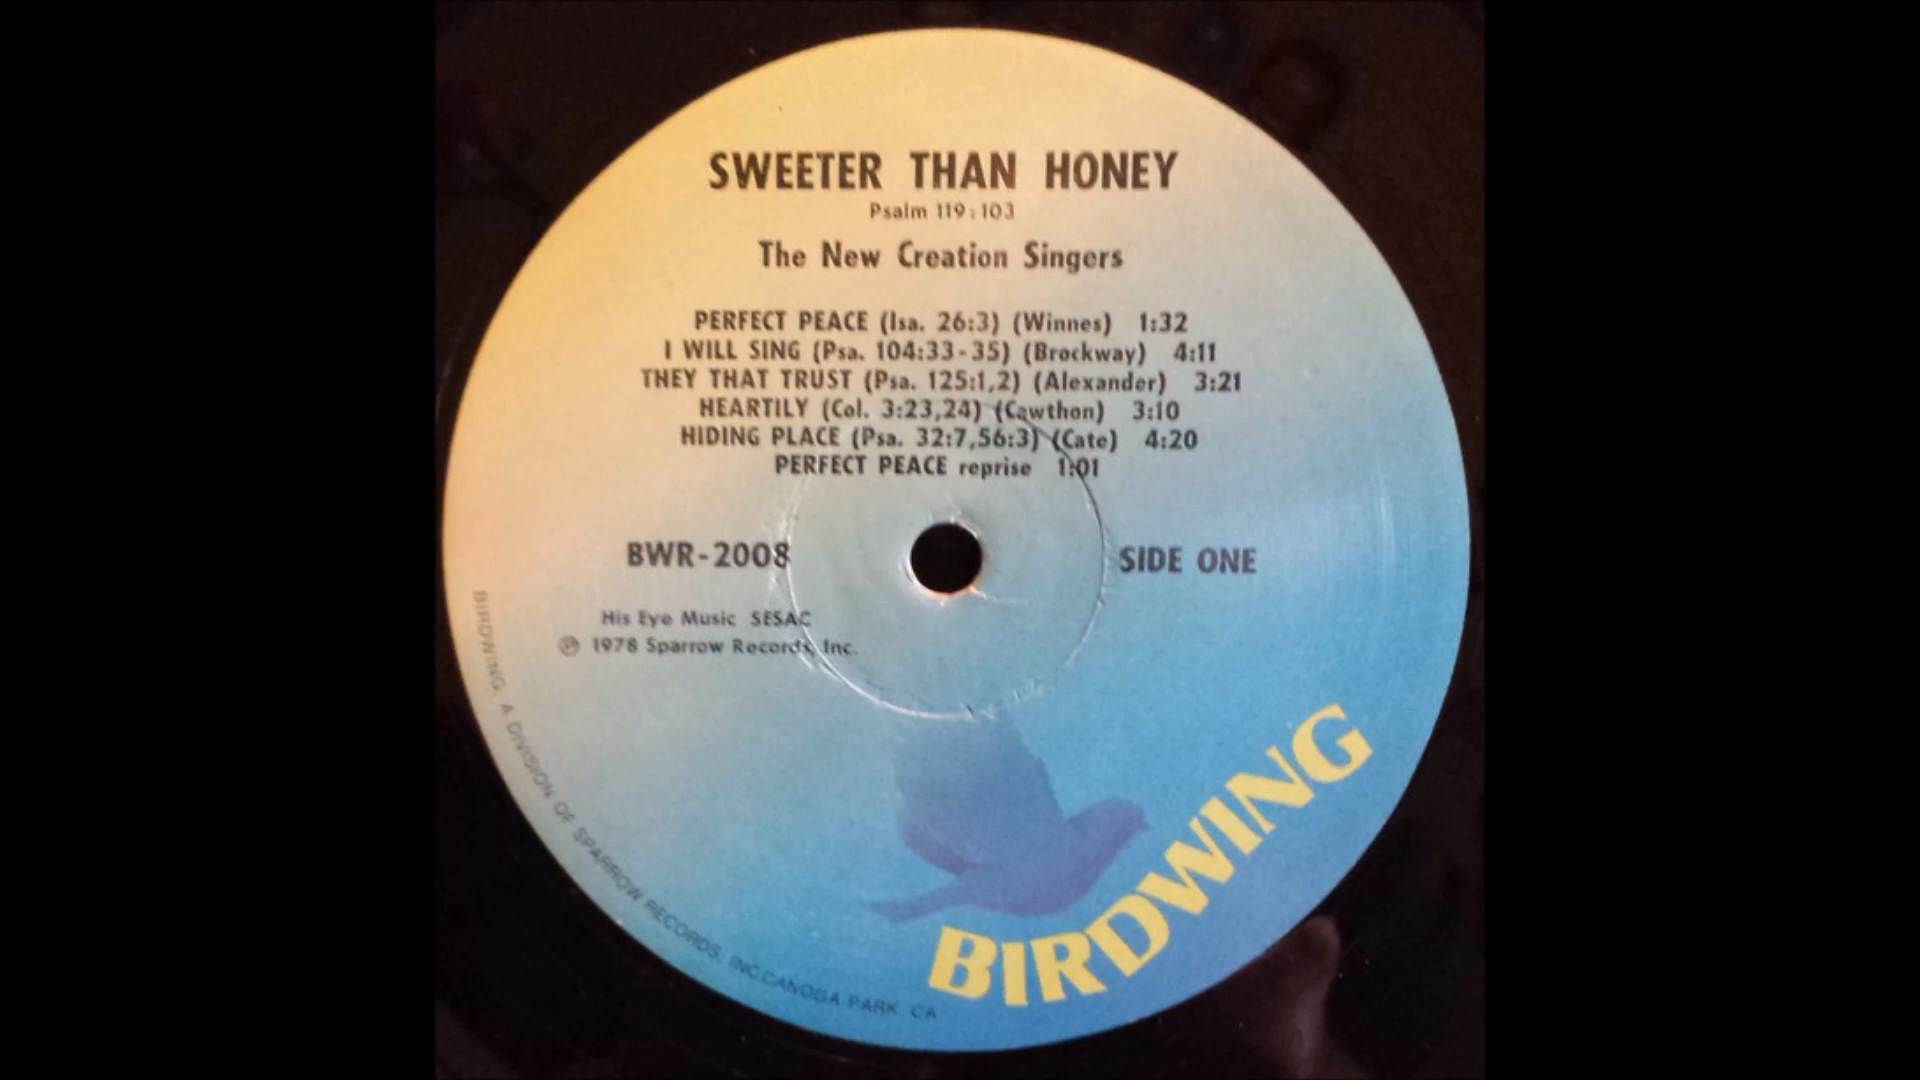 SWEETER THAN HONEY
Psalm 119:103
The New Creation Singers
PERFECT PEACE (Isa. 26:3) (Winnes) 1:32
I WILL SING (Psa. 104:33-35) (Brockway) 4:11
THEY THAT TRUST (Psa. 125:1,2) (Alexander) 3:21
HEARTILY (Col. 3:23,24) (Cawthon) 3:10
HIDING PLACE (Psa. 32:7,56:3) (Cate) 4:20
PERFECT PEACE reprise 1:01
BWR-2008
SIDE ONE
His Eye Music SESAC
℗ 1978 Sparrow Records, Inc.
BIRDWING, A DIVISION OF SPARROW RECORDS, INC. CANOGA PARK, CA
BIRDWING